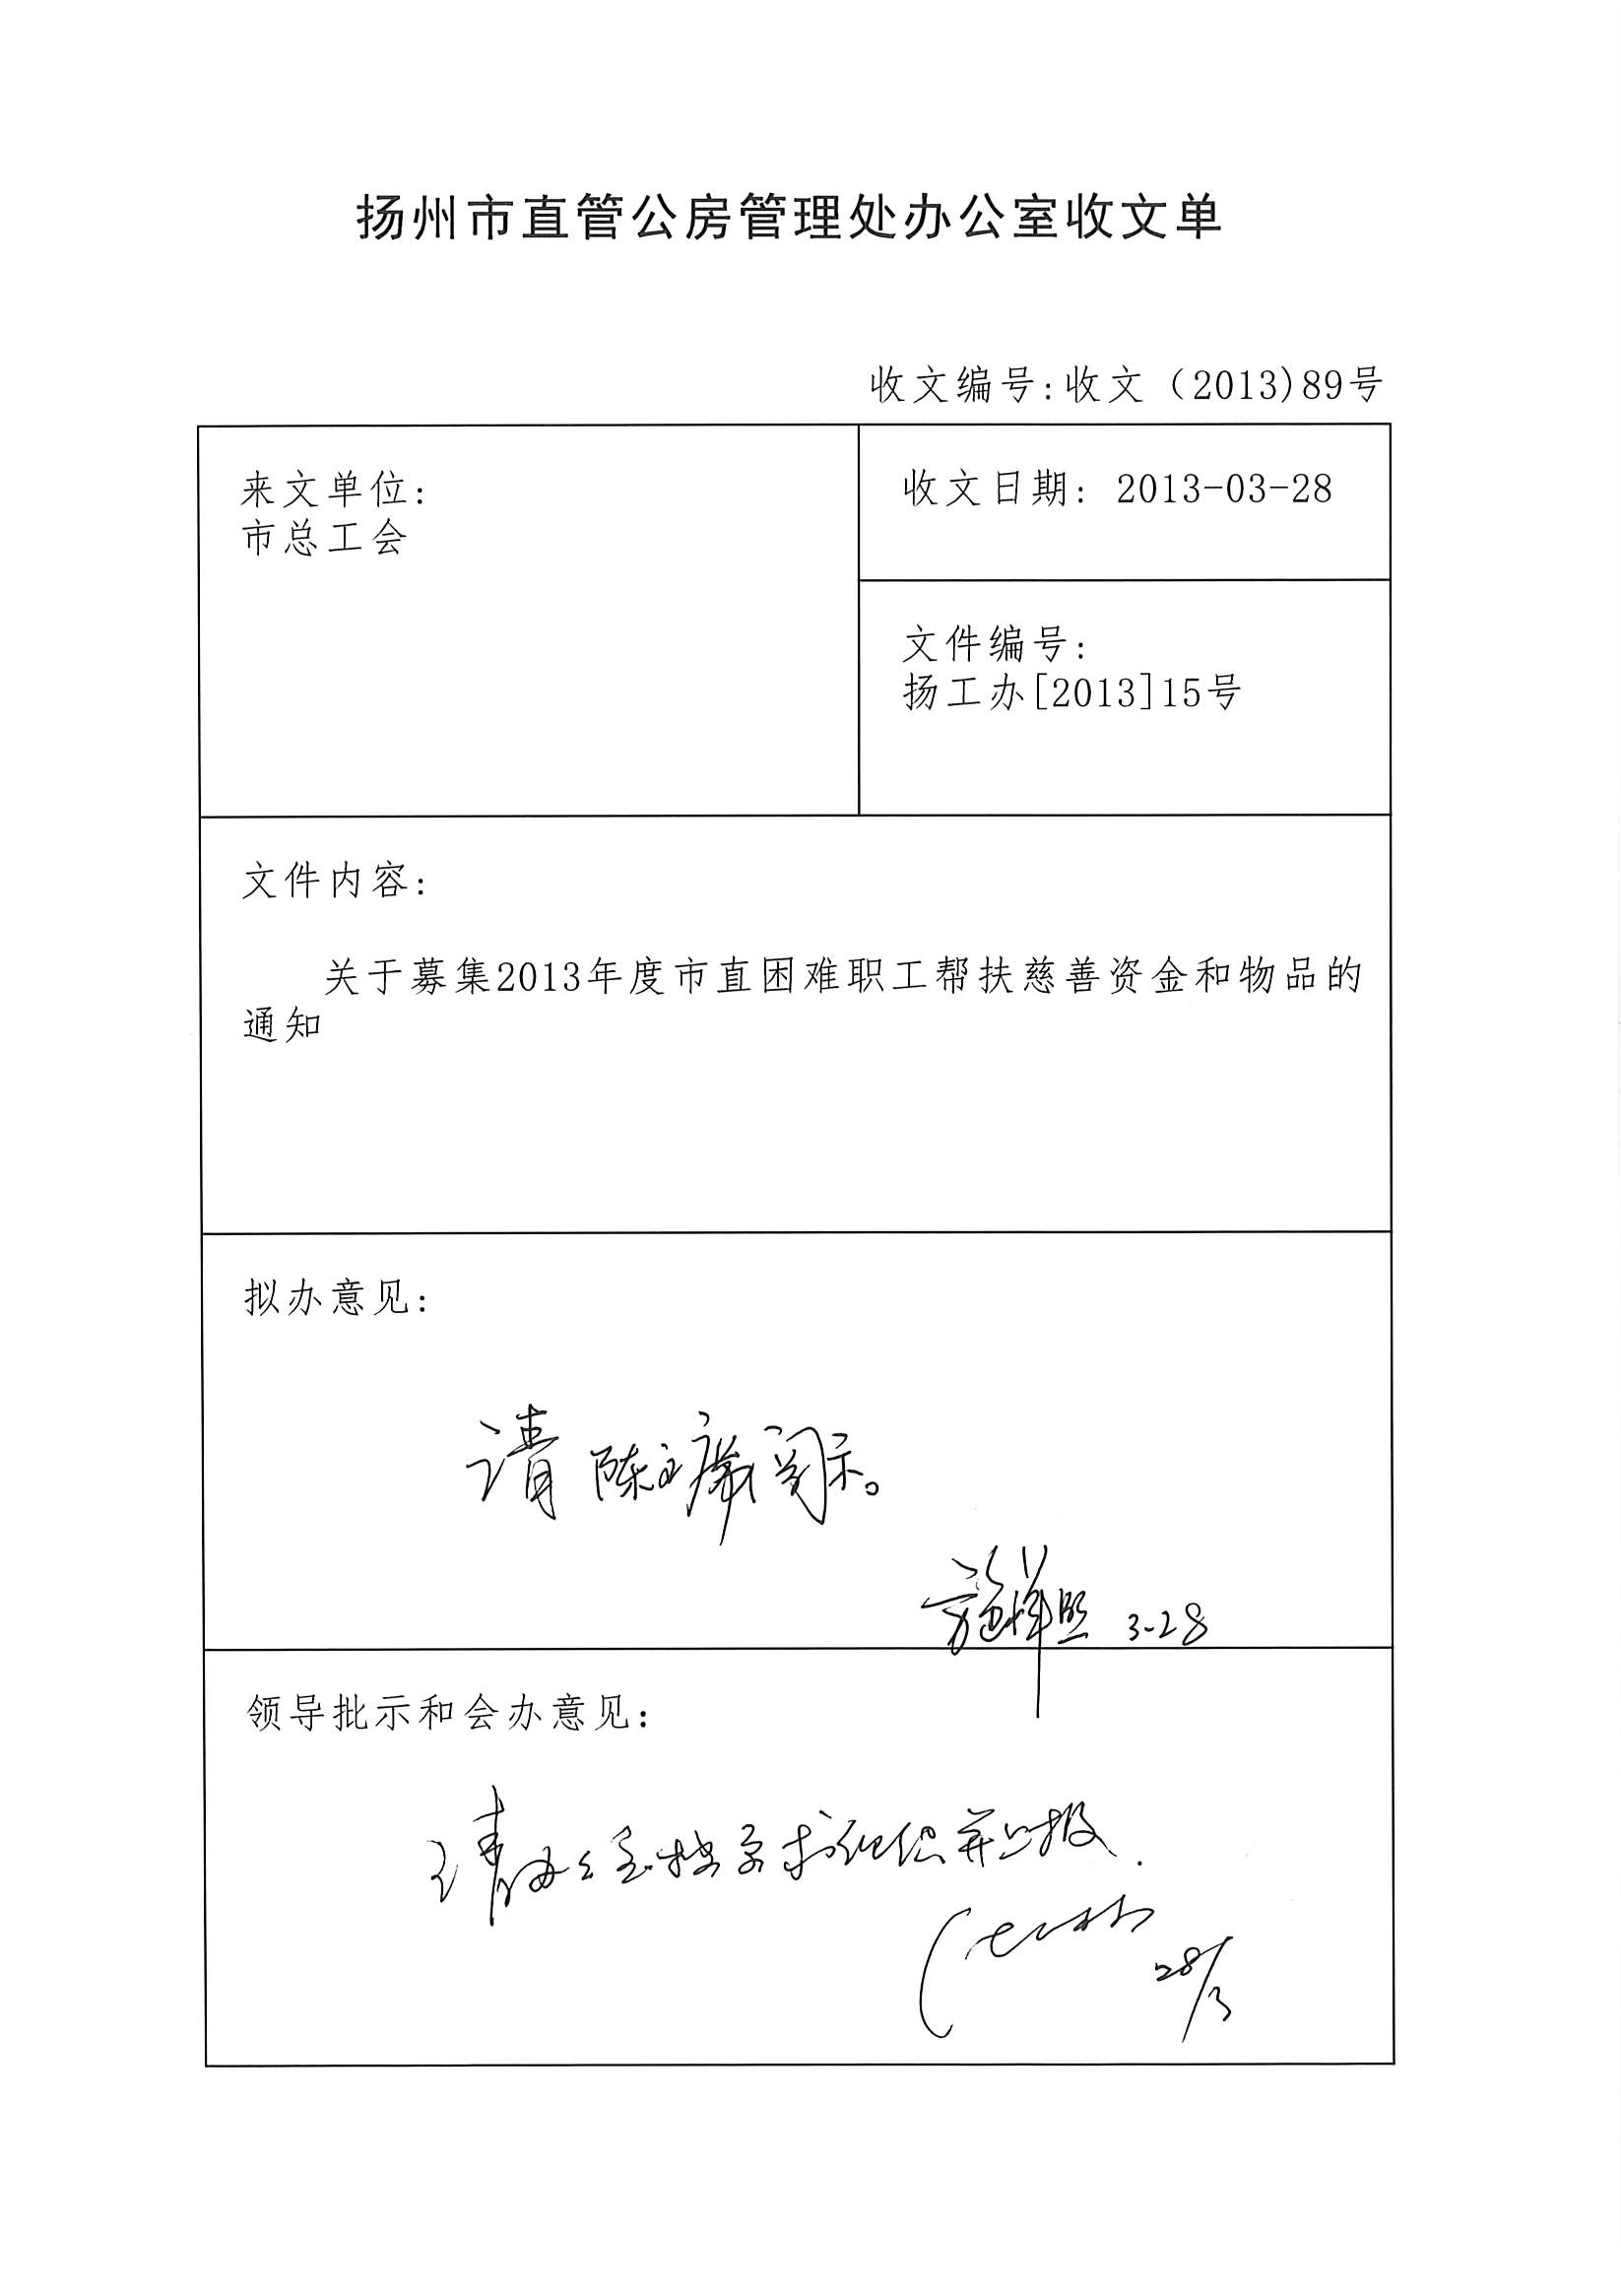 扬州市直管公房管理处办公室收文单
收文编号:收文（2013)89号
来文单位:
市总工会
收文日期: 2013-03-28
文件编号:
扬工办[2013]15号
文件内容:
关于募集2013年度市直困难职工帮扶慈善资金和物品的
通知
拟办意见:
请陈主席阅示。
3-28
领导批示和会办意见:
请办公室按要求组织并上报.
28/3